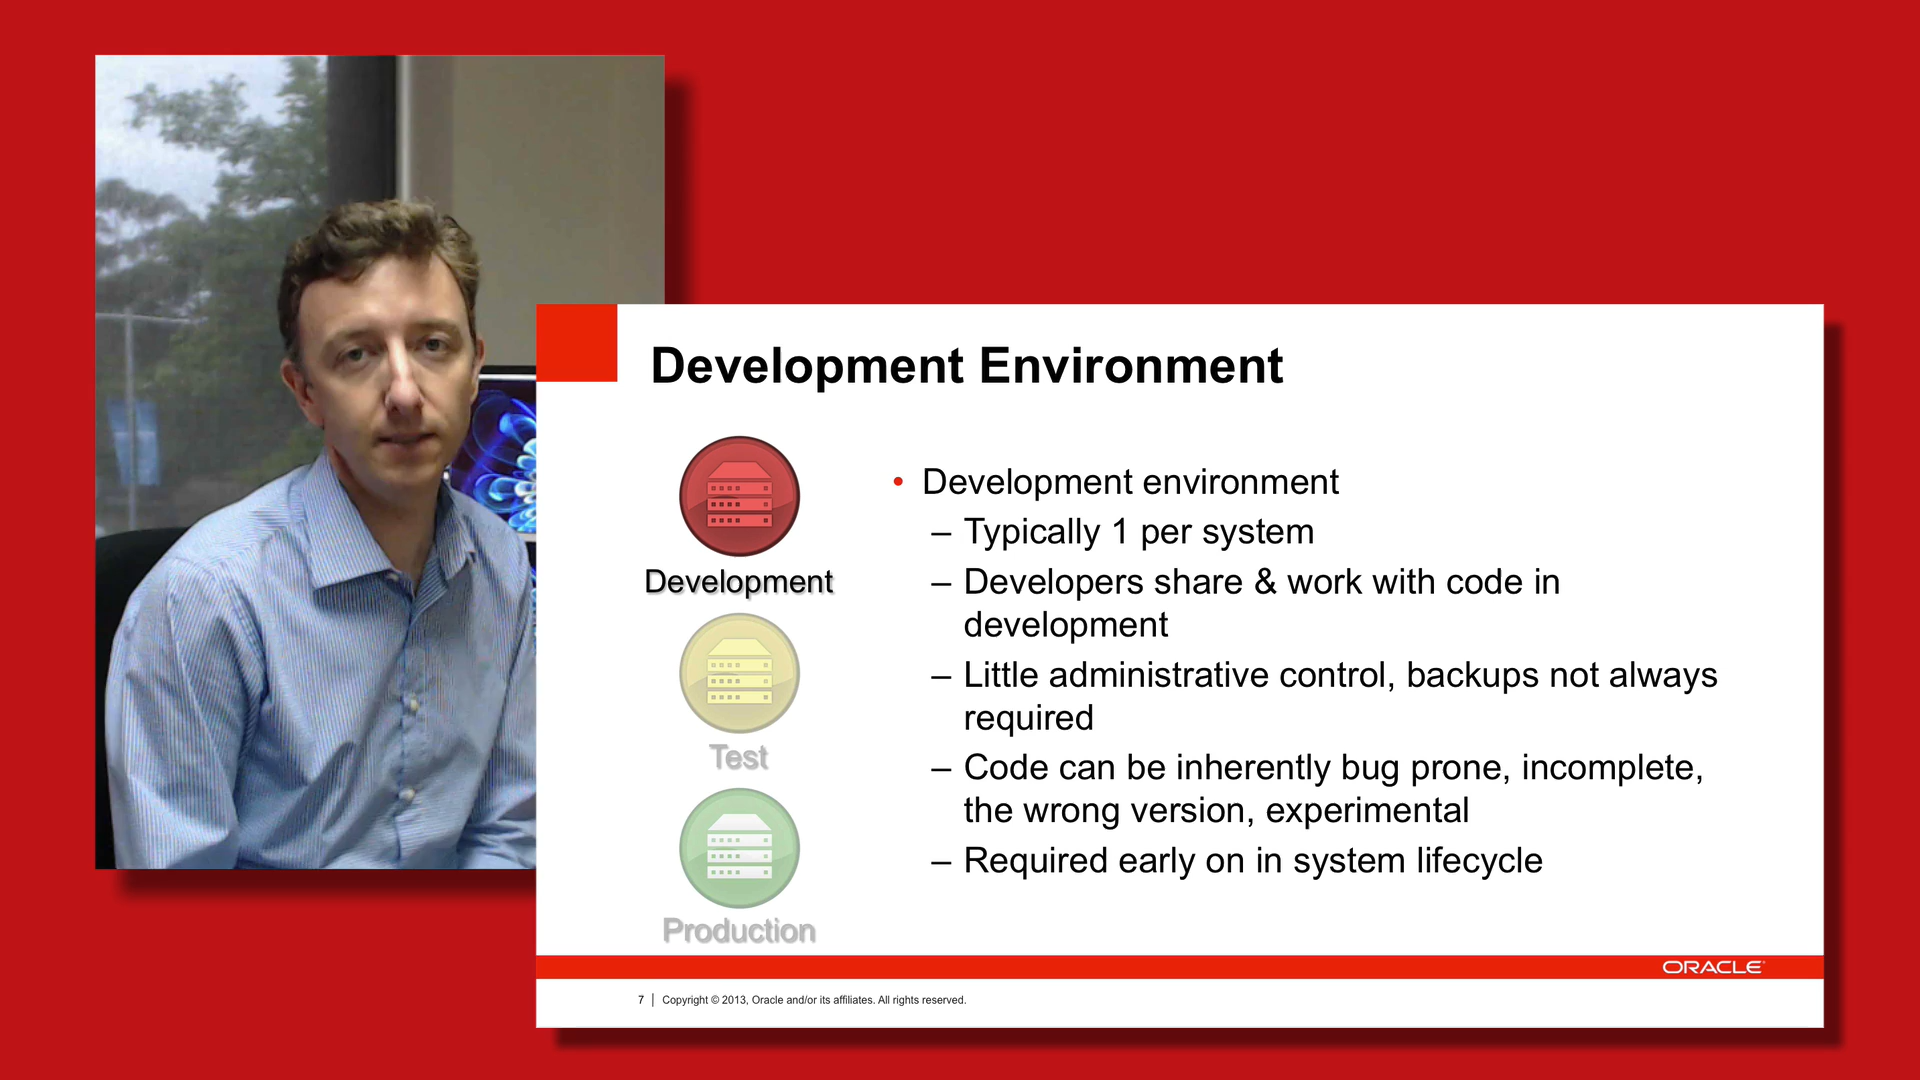 Development Environment
Development
Test
Production
• Development environment
– Typically 1 per system
– Developers share & work with code in
development
– Little administrative control, backups not always
required
– Code can be inherently bug prone, incomplete,
the wrong version, experimental
– Required early on in system lifecycle
ORACLE
7 | Copyright © 2013, Oracle and/or its affiliates. All rights reserved.